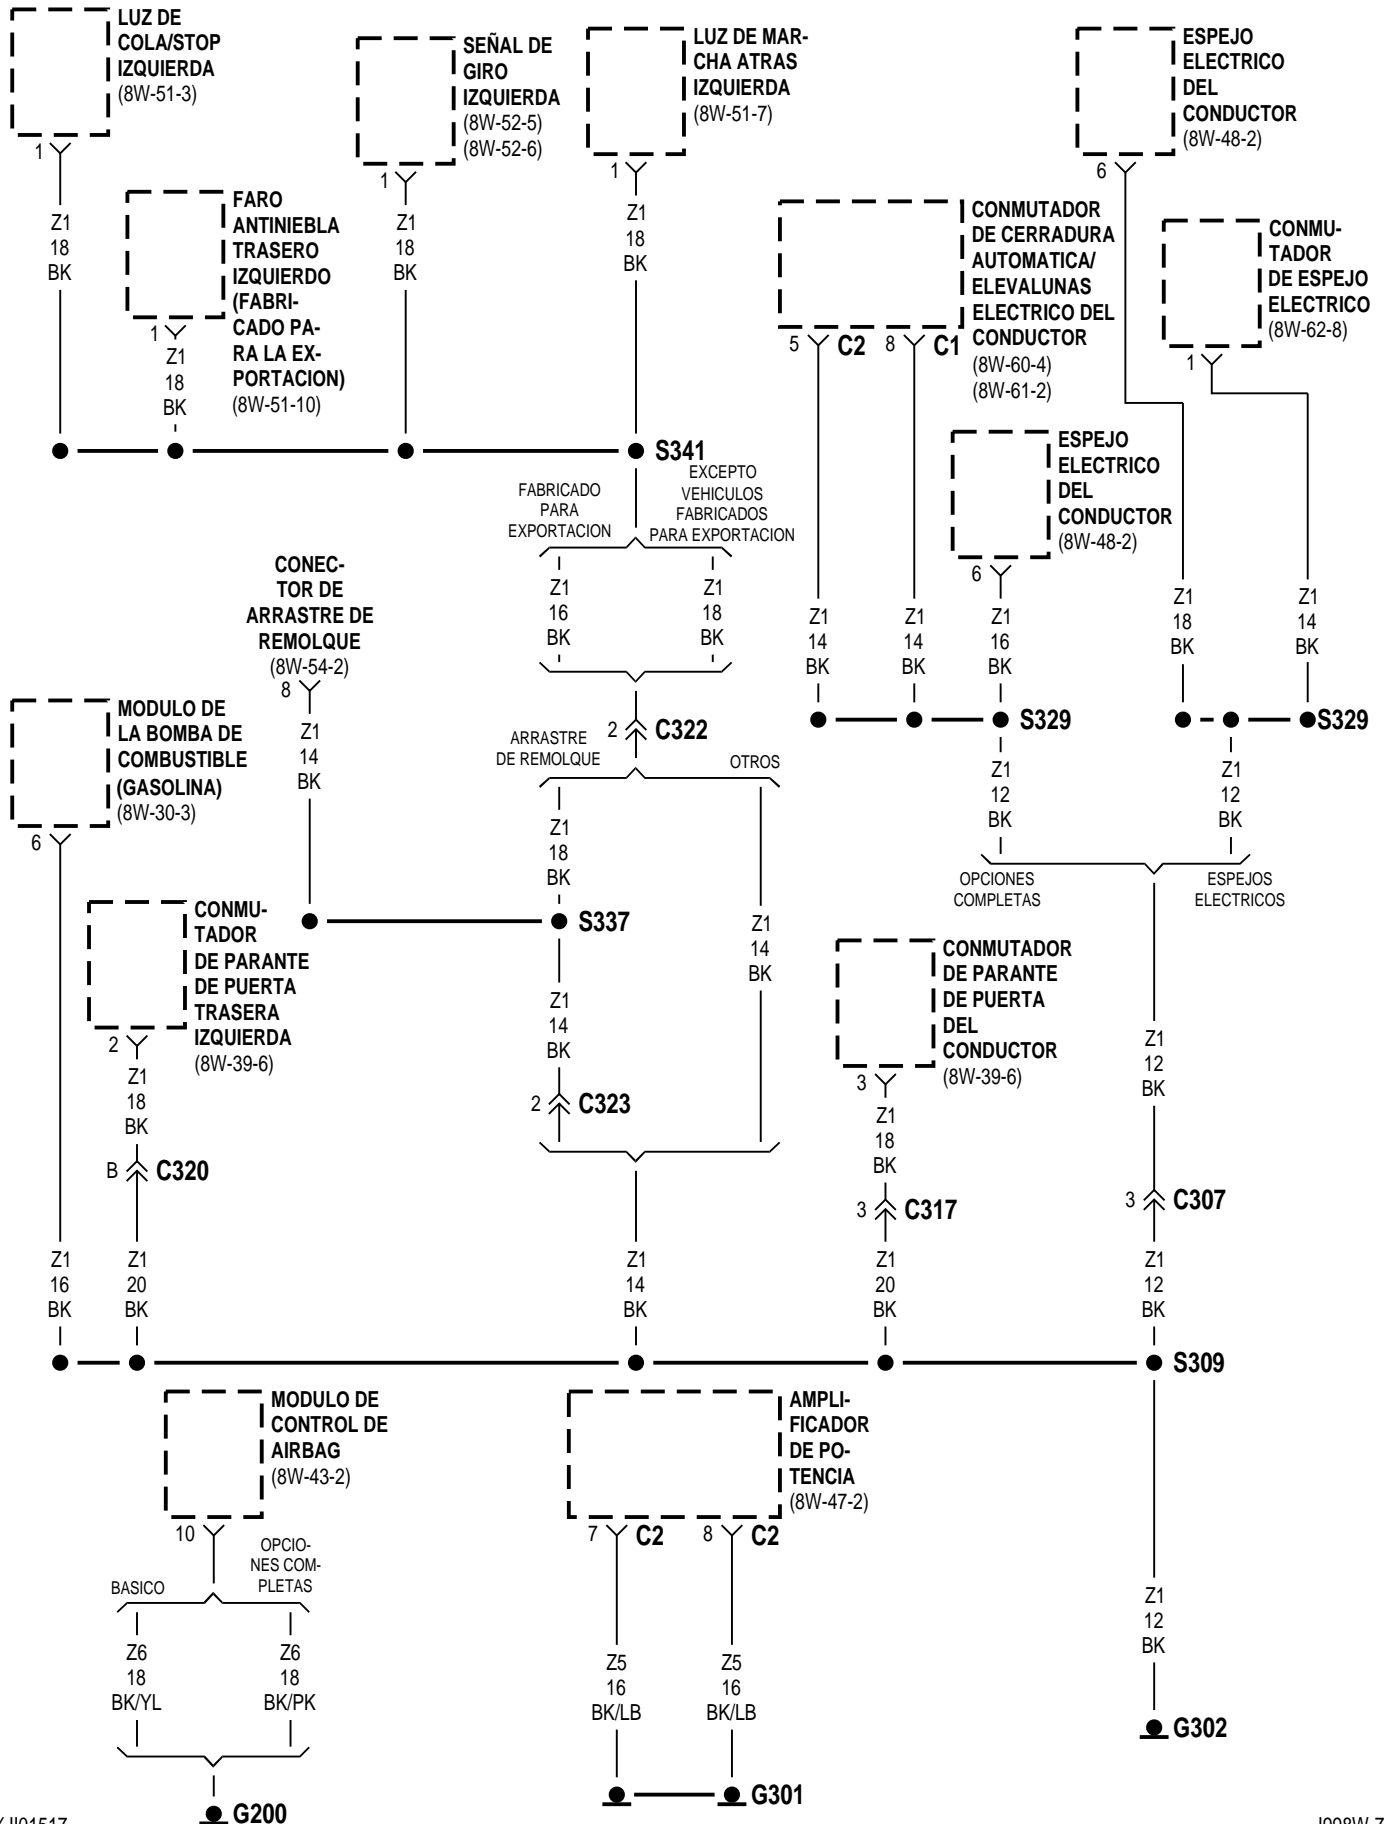 LUZ DE
COLA/STOP
IZQUIERDA
(8W-51-3)
1
Z1
18
BK
FARO
ANTINIEBLA
TRASERO
IZQUIERDO
(FABRI-
CADO PA-
RA LA EX-
PORTACION)
(8W-51-10)
1
Z1
18
BK
SEÑAL DE
GIRO
IZQUIERDA
(8W-52-5)
(8W-52-6)
1
Z1
18
BK
LUZ DE MAR-
CHA ATRAS
IZQUIERDA
(8W-51-7)
1
Z1
18
BK
S341
FABRICADO
PARA
EXPORTACION
EXCEPTO
VEHICULOS
FABRICADOS
PARA EXPORTACION
Z1
16
BK
Z1
18
BK
2
C322
ARRASTRE
DE REMOLQUE
OTROS
CONEC-
TOR DE
ARRASTRE DE
REMOLQUE
(8W-54-2)
8
Z1
14
BK
Z1
18
BK
S337
Z1
14
BK
2
C323
Z1
14
BK
Z1
14
BK
CONMUTADOR
DE CERRADURA
AUTOMATICA/
ELEVALUNAS
ELECTRICO DEL
CONDUCTOR
(8W-60-4)
(8W-61-2)
5
C2
8
C1
Z1
14
BK
Z1
14
BK
ESPEJO
ELECTRICO
DEL
CONDUCTOR
(8W-48-2)
6
Z1
16
BK
S329
Z1
12
BK
OPCIONES
COMPLETAS
ESPEJO
ELECTRICO
DEL
CONDUCTOR
(8W-48-2)
6
Z1
18
BK
CONMU-
TADOR
DE ESPEJO
ELECTRICO
(8W-62-8)
1
Z1
14
BK
S329
Z1
12
BK
ESPEJOS
ELECTRICOS
Z1
12
BK
3
C307
Z1
12
BK
MODULO DE
LA BOMBA DE
COMBUSTIBLE
(GASOLINA)
(8W-30-3)
6
Z1
16
BK
CONMU-
TADOR
DE PARANTE
DE PUERTA
TRASERA
IZQUIERDA
(8W-39-6)
2
Z1
18
BK
B
C320
Z1
20
BK
CONMUTADOR
DE PARANTE
DE PUERTA
DEL
CONDUCTOR
(8W-39-6)
3
Z1
18
BK
3
C317
Z1
20
BK
S309
Z1
12
BK
G302
MODULO DE
CONTROL DE
AIRBAG
(8W-43-2)
10
BASICO
OPCIO-
NES COM-
PLETAS
Z6
18
BK/YL
Z6
18
BK/PK
G200
AMPLI-
FICADOR
DE PO-
TENCIA
(8W-47-2)
7
C2
8
C2
Z5
16
BK/LB
Z5
16
BK/LB
G301